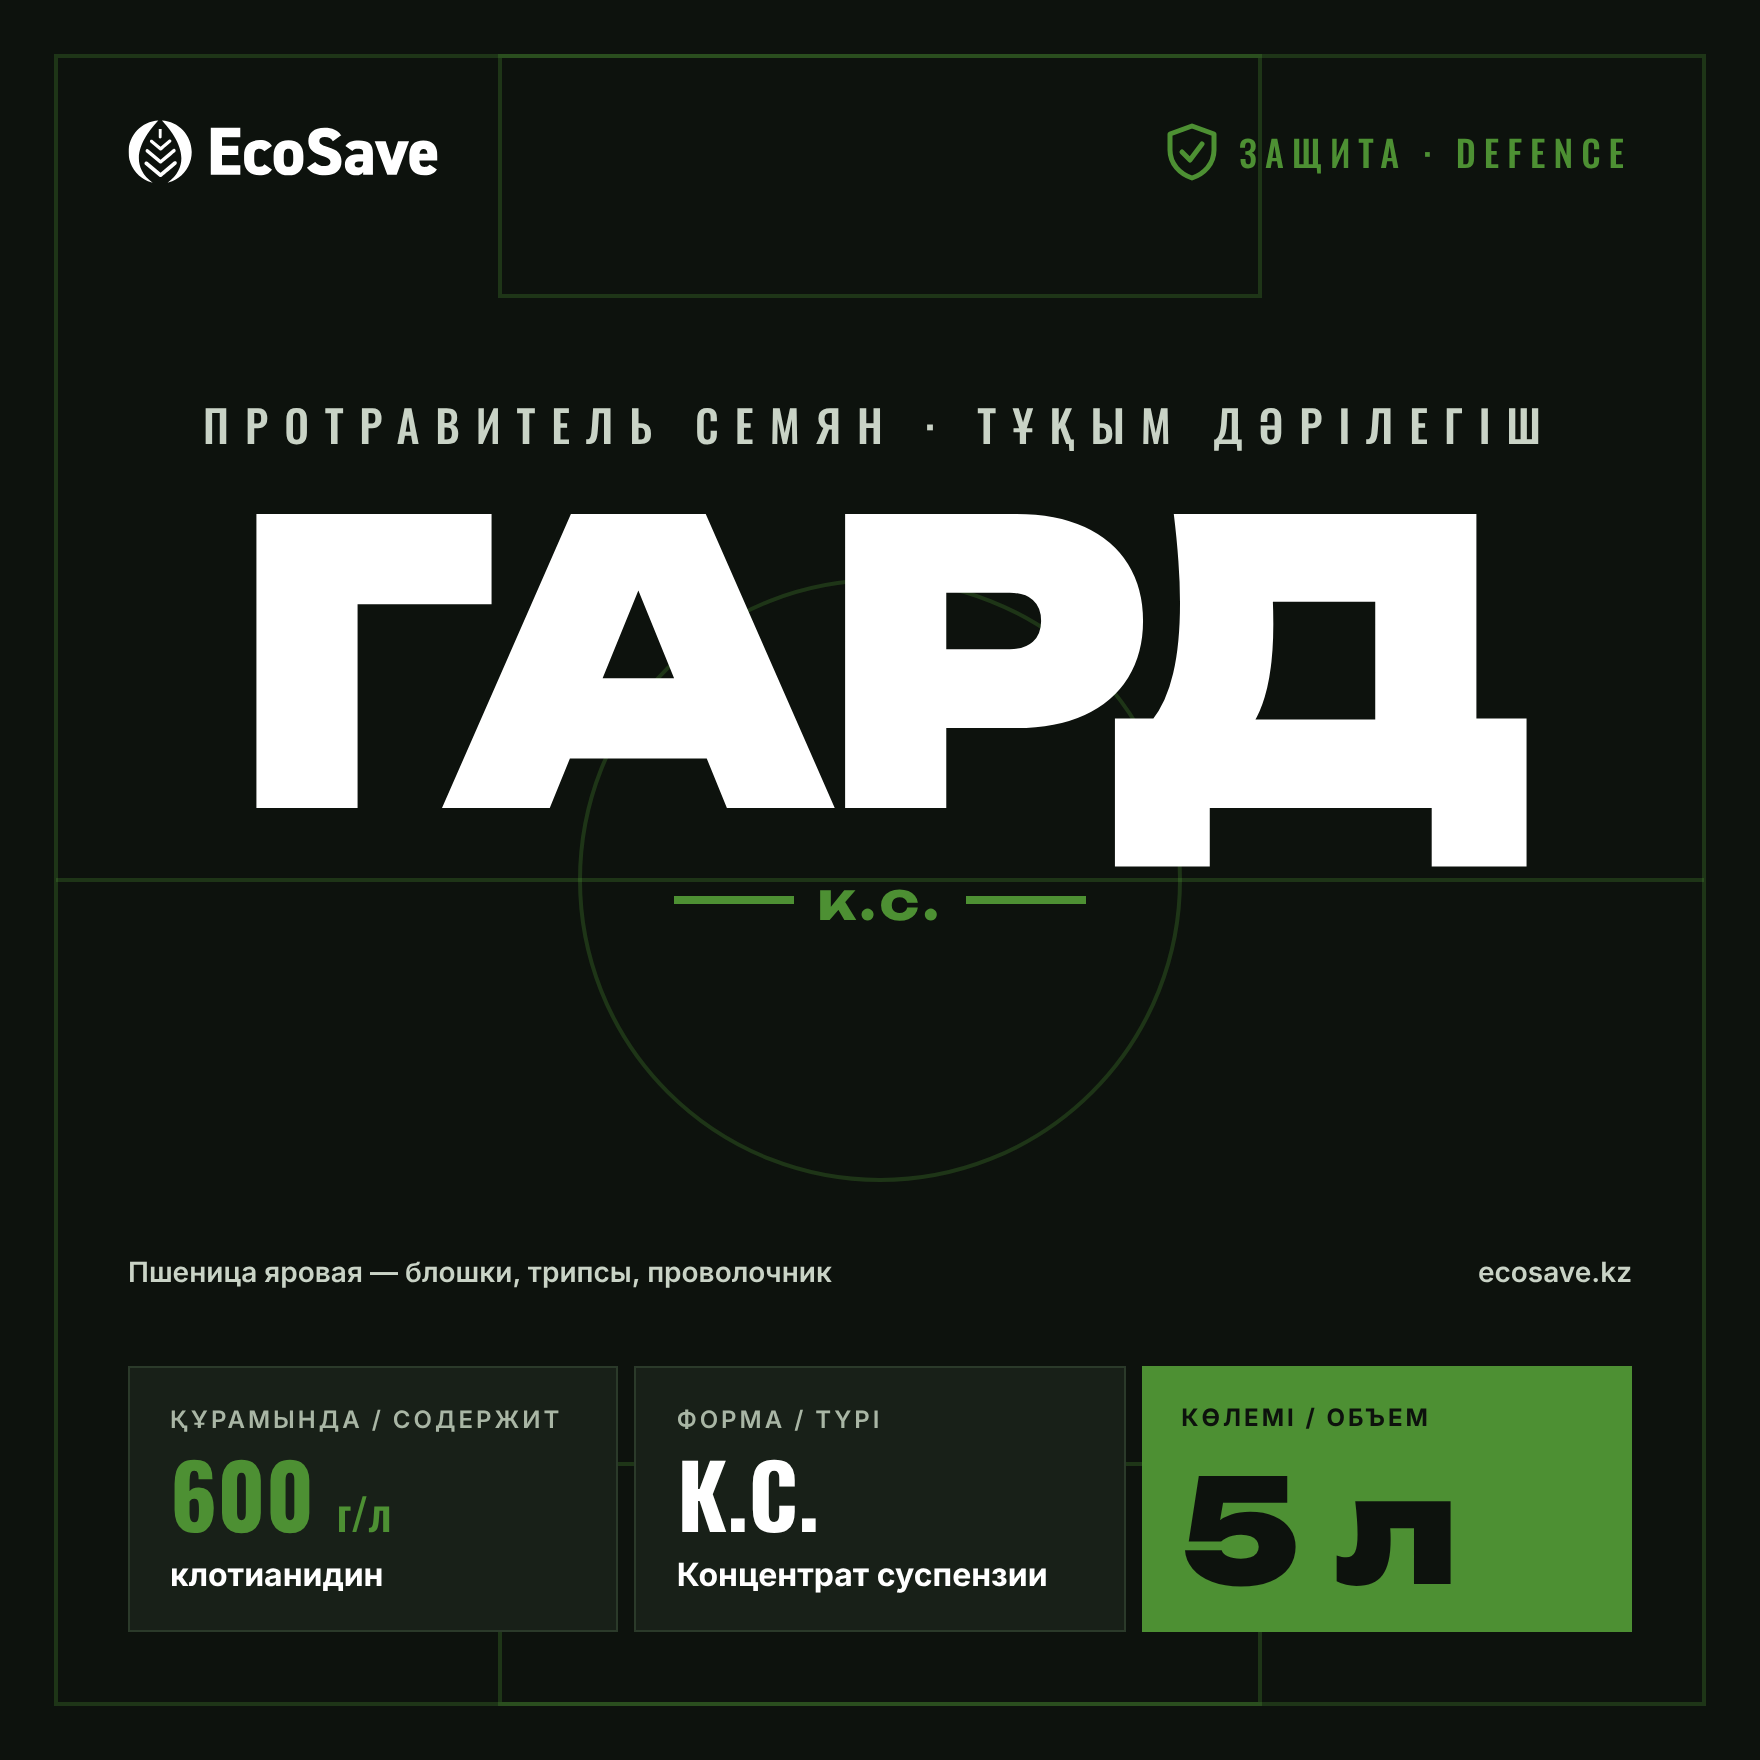 EcoSave
ЗАЩИТА · DEFENCE
ПРОТРАВИТЕЛЬ СЕМЯН · ТҰҚЫМ ДӘРІЛЕГІШ
ГАРД
К.С.
Пшеница яровая — блошки, трипсы, проволочник
ecosave.kz
ҚҰРАМЫНДА / СОДЕРЖИТ
600 г/л
клотианидин
ФОРМА / ТҮРІ
К.С.
Концентрат суспензии
КӨЛЕМІ / ОБЪЕМ
5 л